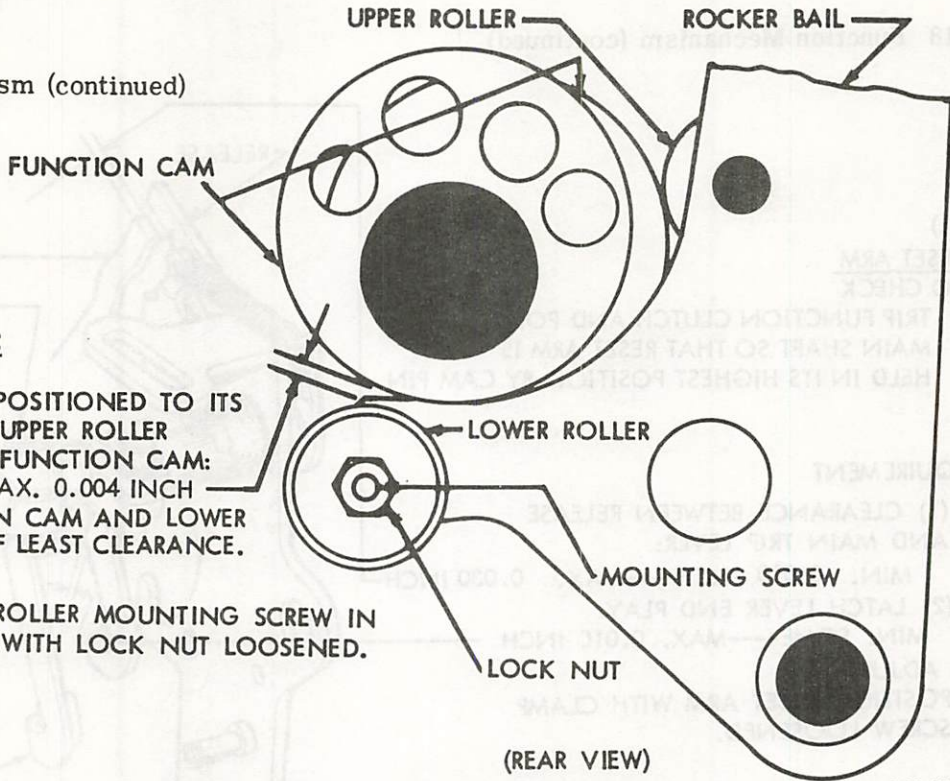 UPPER ROLLER
ROCKER BAIL
sm (continued)
FUNCTION CAM
POSITIONED TO ITS
UPPER ROLLER
FUNCTION CAM:
AX. 0.004 INCH
N CAM AND LOWER
F LEAST CLEARANCE.
LOWER ROLLER
MOUNTING SCREW
ROLLER MOUNTING SCREW IN
WITH LOCK NUT LOOSENED.
LOCK NUT
(REAR VIEW)